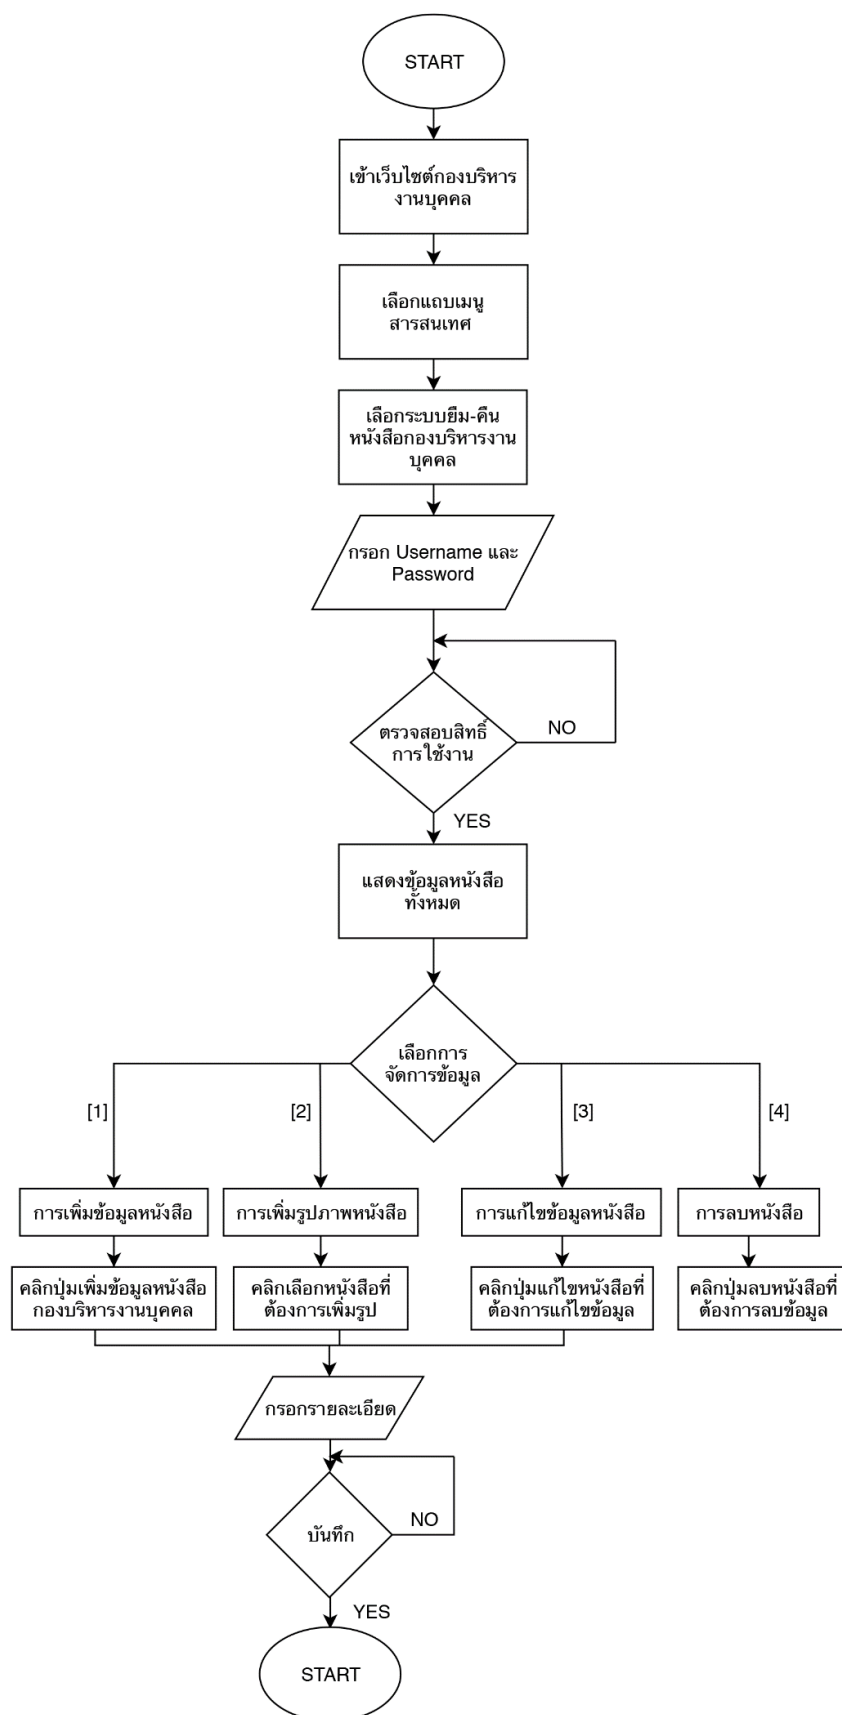 START
เข้าเว็บไซต์กองบริหาร
งานบุคคล
เลือกแถบเมนู
สารสนเทศ
เลือกระบบยืม-คืน
หนังสือกองบริหารงาน
บุคคล
กรอก Username และ
Password
ตรวจสอบสิทธิ์
การใช้งาน
NO
YES
แสดงข้อมูลหนังสือ
ทั้งหมด
เลือกการ
จัดการข้อมูล
[1]
[2]
[3]
[4]
การเพิ่มข้อมูลหนังสือ
การเพิ่มรูปภาพหนังสือ
การแก้ไขข้อมูลหนังสือ
การลบหนังสือ
คลิกปุ่มเพิ่มข้อมูลหนังสือ
กองบริหารงานบุคคล
คลิกเลือกหนังสือที่
ต้องการเพิ่มรูป
คลิกปุ่มแก้ไขหนังสือที่
ต้องการแก้ไขข้อมูล
คลิกปุ่มลบหนังสือที่
ต้องการลบข้อมูล
กรอกรายละเอียด
บันทึก
NO
YES
START